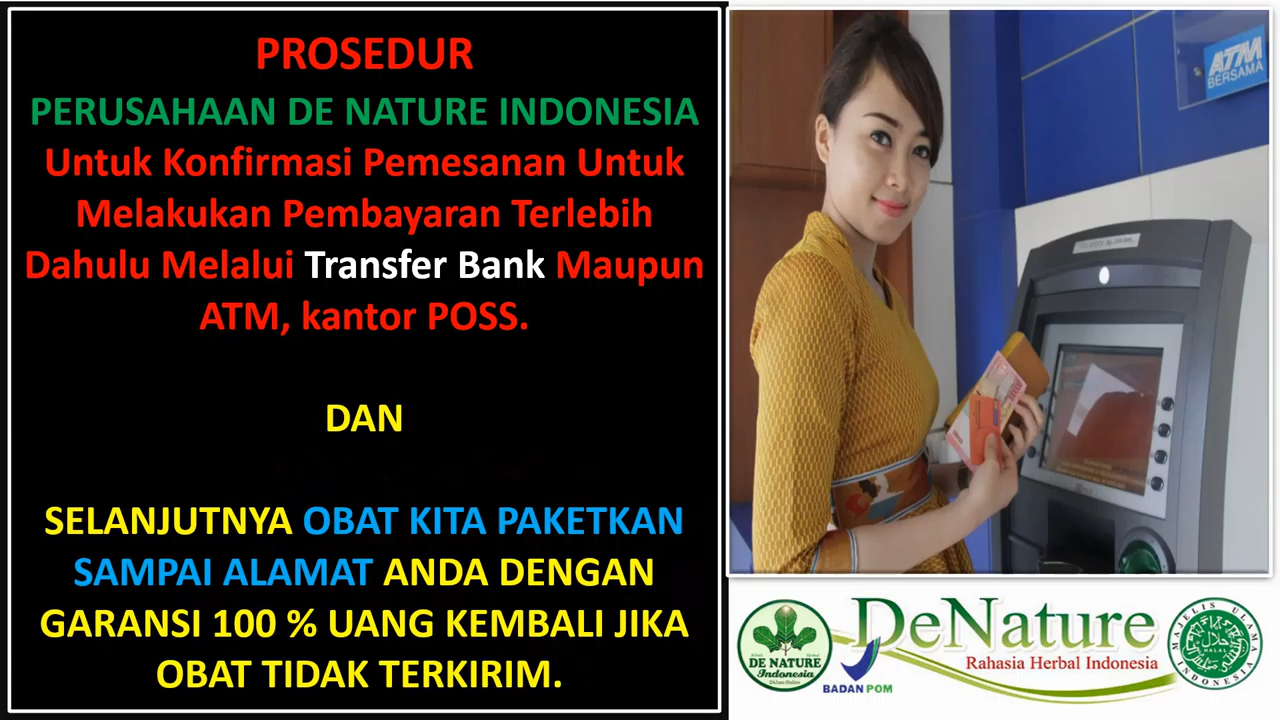 PROSEDUR
PERUSAHAAN DE NATURE INDONESIA
Untuk Konfirmasi Pemesanan Untuk
Melakukan Pembayaran Terlebih
Dahulu Melalui Transfer Bank Maupun
ATM, kantor POSS.
DAN
SELANJUTNYA OBAT KITA PAKETKAN
SAMPAI ALAMAT ANDA DENGAN
GARANSI 100 % UANG KEMBALI JIKA
OBAT TIDAK TERKIRIM.
ATM
BERSAMA
DE NATURE
Indonesia
BADAN POM
DeNature
Rahasia Herbal Indonesia
MAJELIS ULAMA INDONESIA
حلال
HALAL